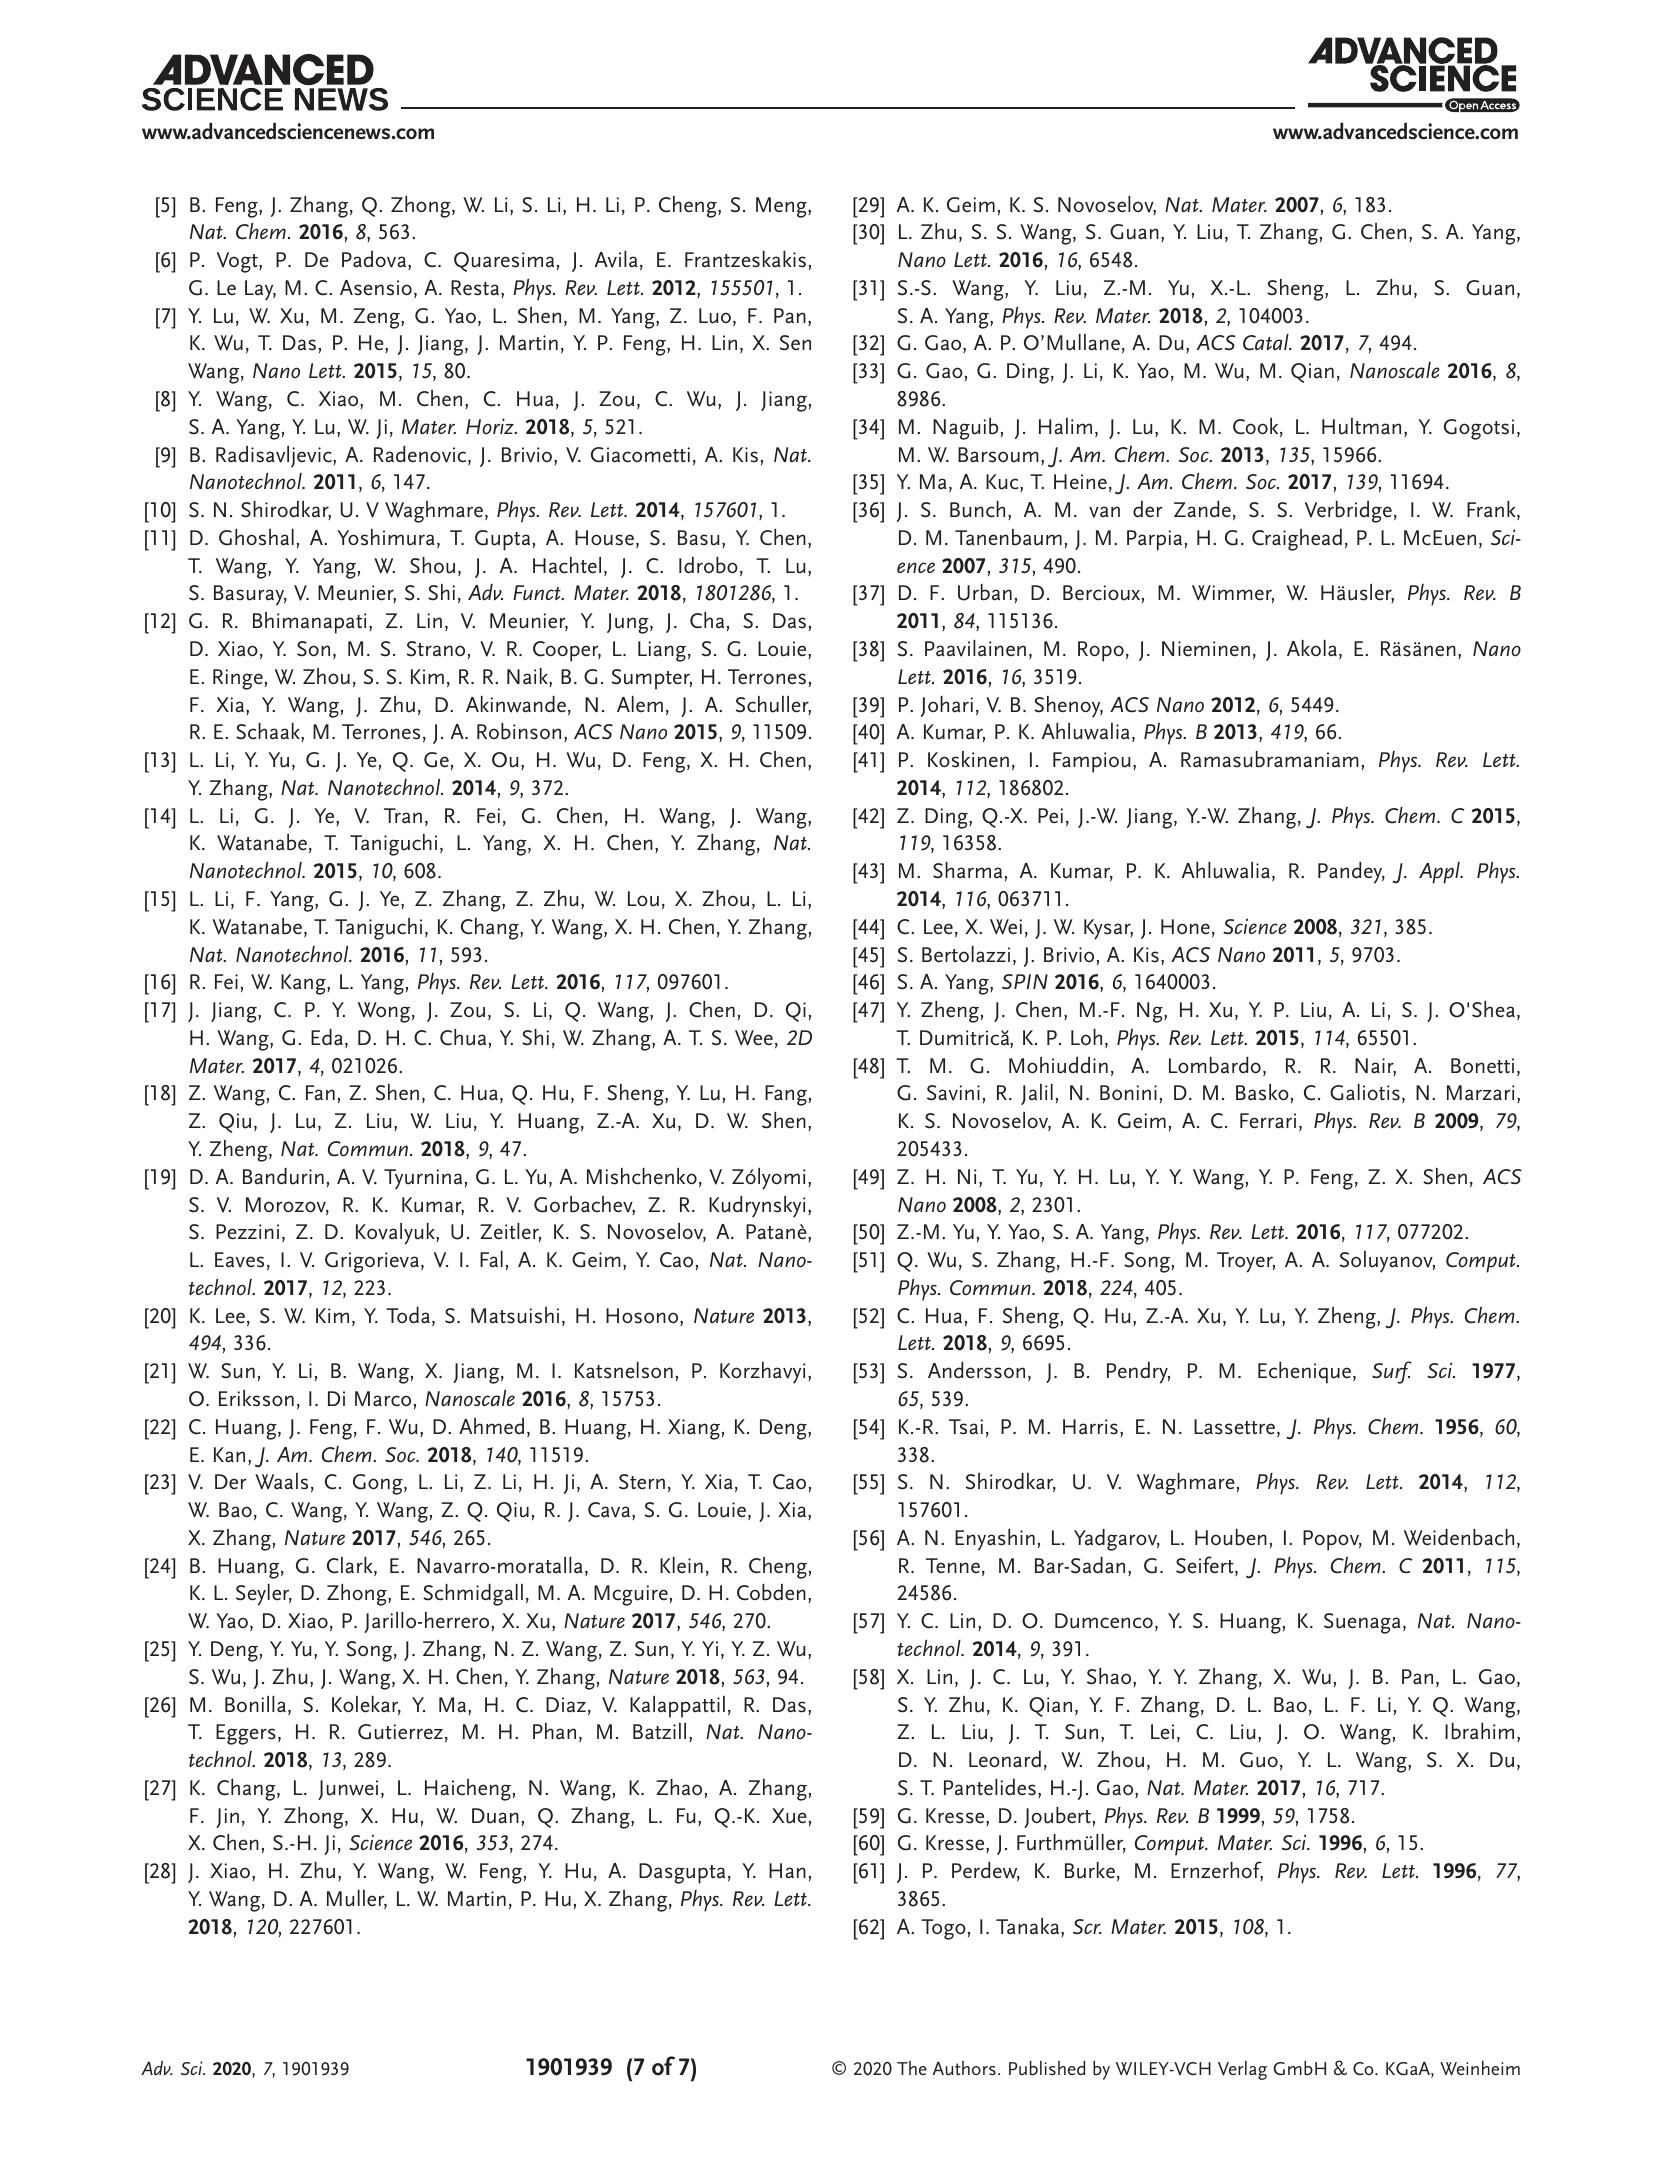 ADVANCED
SCIENCE NEWS
www.advancedsciencenews.com
ADVANCED
SCIENCE
Open Access
www.advancedscience.com
[5] B. Feng, J. Zhang, Q. Zhong, W. Li, S. Li, H. Li, P. Cheng, S. Meng,
Nat. Chem. 2016, 8, 563.
[6] P. Vogt, P. De Padova, C. Quaresima, J. Avila, E. Frantzeskakis,
G. Le Lay, M. C. Asensio, A. Resta, Phys. Rev. Lett. 2012, 155501, 1.
[7] Y. Lu, W. Xu, M. Zeng, G. Yao, L. Shen, M. Yang, Z. Luo, F. Pan,
K. Wu, T. Das, P. He, J. Jiang, J. Martin, Y. P. Feng, H. Lin, X. Sen
Wang, Nano Lett. 2015, 15, 80.
[8] Y. Wang, C. Xiao, M. Chen, C. Hua, J. Zou, C. Wu, J. Jiang,
S. A. Yang, Y. Lu, W. Ji, Mater. Horiz. 2018, 5, 521.
[9] B. Radisavljevic, A. Radenovic, J. Brivio, V. Giacometti, A. Kis, Nat.
Nanotechnol. 2011, 6, 147.
[10] S. N. Shirodkar, U. V Waghmare, Phys. Rev. Lett. 2014, 157601, 1.
[11] D. Ghoshal, A. Yoshimura, T. Gupta, A. House, S. Basu, Y. Chen,
T. Wang, Y. Yang, W. Shou, J. A. Hachtel, J. C. Idrobo, T. Lu,
S. Basuray, V. Meunier, S. Shi, Adv. Funct. Mater. 2018, 1801286, 1.
[12] G. R. Bhimanapati, Z. Lin, V. Meunier, Y. Jung, J. Cha, S. Das,
D. Xiao, Y. Son, M. S. Strano, V. R. Cooper, L. Liang, S. G. Louie,
E. Ringe, W. Zhou, S. S. Kim, R. R. Naik, B. G. Sumpter, H. Terrones,
F. Xia, Y. Wang, J. Zhu, D. Akinwande, N. Alem, J. A. Schuller,
R. E. Schaak, M. Terrones, J. A. Robinson, ACS Nano 2015, 9, 11509.
[13] L. Li, Y. Yu, G. J. Ye, Q. Ge, X. Ou, H. Wu, D. Feng, X. H. Chen,
Y. Zhang, Nat. Nanotechnol. 2014, 9, 372.
[14] L. Li, G. J. Ye, V. Tran, R. Fei, G. Chen, H. Wang, J. Wang,
K. Watanabe, T. Taniguchi, L. Yang, X. H. Chen, Y. Zhang, Nat.
Nanotechnol. 2015, 10, 608.
[15] L. Li, F. Yang, G. J. Ye, Z. Zhang, Z. Zhu, W. Lou, X. Zhou, L. Li,
K. Watanabe, T. Taniguchi, K. Chang, Y. Wang, X. H. Chen, Y. Zhang,
Nat. Nanotechnol. 2016, 11, 593.
[16] R. Fei, W. Kang, L. Yang, Phys. Rev. Lett. 2016, 117, 097601.
[17] J. Jiang, C. P. Y. Wong, J. Zou, S. Li, Q. Wang, J. Chen, D. Qi,
H. Wang, G. Eda, D. H. C. Chua, Y. Shi, W. Zhang, A. T. S. Wee, 2D
Mater. 2017, 4, 021026.
[18] Z. Wang, C. Fan, Z. Shen, C. Hua, Q. Hu, F. Sheng, Y. Lu, H. Fang,
Z. Qiu, J. Lu, Z. Liu, W. Liu, Y. Huang, Z.-A. Xu, D. W. Shen,
Y. Zheng, Nat. Commun. 2018, 9, 47.
[19] D. A. Bandurin, A. V. Tyurnina, G. L. Yu, A. Mishchenko, V. Zólyomi,
S. V. Morozov, R. K. Kumar, R. V. Gorbachev, Z. R. Kudrynskyi,
S. Pezzini, Z. D. Kovalyuk, U. Zeitler, K. S. Novoselov, A. Patanè,
L. Eaves, I. V. Grigorieva, V. I. Fal, A. K. Geim, Y. Cao, Nat. Nano-
technol. 2017, 12, 223.
[20] K. Lee, S. W. Kim, Y. Toda, S. Matsuishi, H. Hosono, Nature 2013,
494, 336.
[21] W. Sun, Y. Li, B. Wang, X. Jiang, M. I. Katsnelson, P. Korzhavyi,
O. Eriksson, I. Di Marco, Nanoscale 2016, 8, 15753.
[22] C. Huang, J. Feng, F. Wu, D. Ahmed, B. Huang, H. Xiang, K. Deng,
E. Kan, J. Am. Chem. Soc. 2018, 140, 11519.
[23] V. Der Waals, C. Gong, L. Li, Z. Li, H. Ji, A. Stern, Y. Xia, T. Cao,
W. Bao, C. Wang, Y. Wang, Z. Q. Qiu, R. J. Cava, S. G. Louie, J. Xia,
X. Zhang, Nature 2017, 546, 265.
[24] B. Huang, G. Clark, E. Navarro-moratalla, D. R. Klein, R. Cheng,
K. L. Seyler, D. Zhong, E. Schmidgall, M. A. Mcguire, D. H. Cobden,
W. Yao, D. Xiao, P. Jarillo-herrero, X. Xu, Nature 2017, 546, 270.
[25] Y. Deng, Y. Yu, Y. Song, J. Zhang, N. Z. Wang, Z. Sun, Y. Yi, Y. Z. Wu,
S. Wu, J. Zhu, J. Wang, X. H. Chen, Y. Zhang, Nature 2018, 563, 94.
[26] M. Bonilla, S. Kolekar, Y. Ma, H. C. Diaz, V. Kalappattil, R. Das,
T. Eggers, H. R. Gutierrez, M. H. Phan, M. Batzill, Nat. Nano-
technol. 2018, 13, 289.
[27] K. Chang, L. Junwei, L. Haicheng, N. Wang, K. Zhao, A. Zhang,
F. Jin, Y. Zhong, X. Hu, W. Duan, Q. Zhang, L. Fu, Q.-K. Xue,
X. Chen, S.-H. Ji, Science 2016, 353, 274.
[28] J. Xiao, H. Zhu, Y. Wang, W. Feng, Y. Hu, A. Dasgupta, Y. Han,
Y. Wang, D. A. Muller, L. W. Martin, P. Hu, X. Zhang, Phys. Rev. Lett.
2018, 120, 227601.
[29] A. K. Geim, K. S. Novoselov, Nat. Mater. 2007, 6, 183.
[30] L. Zhu, S. S. Wang, S. Guan, Y. Liu, T. Zhang, G. Chen, S. A. Yang,
Nano Lett. 2016, 16, 6548.
[31] S.-S. Wang, Y. Liu, Z.-M. Yu, X.-L. Sheng, L. Zhu, S. Guan,
S. A. Yang, Phys. Rev. Mater. 2018, 2, 104003.
[32] G. Gao, A. P. O’Mullane, A. Du, ACS Catal. 2017, 7, 494.
[33] G. Gao, G. Ding, J. Li, K. Yao, M. Wu, M. Qian, Nanoscale 2016, 8,
8986.
[34] M. Naguib, J. Halim, J. Lu, K. M. Cook, L. Hultman, Y. Gogotsi,
M. W. Barsoum, J. Am. Chem. Soc. 2013, 135, 15966.
[35] Y. Ma, A. Kuc, T. Heine, J. Am. Chem. Soc. 2017, 139, 11694.
[36] J. S. Bunch, A. M. van der Zande, S. S. Verbridge, I. W. Frank,
D. M. Tanenbaum, J. M. Parpia, H. G. Craighead, P. L. McEuen, Sci-
ence 2007, 315, 490.
[37] D. F. Urban, D. Bercioux, M. Wimmer, W. Häusler, Phys. Rev. B
2011, 84, 115136.
[38] S. Paavilainen, M. Ropo, J. Nieminen, J. Akola, E. Räsänen, Nano
Lett. 2016, 16, 3519.
[39] P. Johari, V. B. Shenoy, ACS Nano 2012, 6, 5449.
[40] A. Kumar, P. K. Ahluwalia, Phys. B 2013, 419, 66.
[41] P. Koskinen, I. Fampiou, A. Ramasubramaniam, Phys. Rev. Lett.
2014, 112, 186802.
[42] Z. Ding, Q.-X. Pei, J.-W. Jiang, Y.-W. Zhang, J. Phys. Chem. C 2015,
119, 16358.
[43] M. Sharma, A. Kumar, P. K. Ahluwalia, R. Pandey, J. Appl. Phys.
2014, 116, 063711.
[44] C. Lee, X. Wei, J. W. Kysar, J. Hone, Science 2008, 321, 385.
[45] S. Bertolazzi, J. Brivio, A. Kis, ACS Nano 2011, 5, 9703.
[46] S. A. Yang, SPIN 2016, 6, 1640003.
[47] Y. Zheng, J. Chen, M.-F. Ng, H. Xu, Y. P. Liu, A. Li, S. J. O'Shea,
T. Dumitrică, K. P. Loh, Phys. Rev. Lett. 2015, 114, 65501.
[48] T. M. G. Mohiuddin, A. Lombardo, R. R. Nair, A. Bonetti,
G. Savini, R. Jalil, N. Bonini, D. M. Basko, C. Galiotis, N. Marzari,
K. S. Novoselov, A. K. Geim, A. C. Ferrari, Phys. Rev. B 2009, 79,
205433.
[49] Z. H. Ni, T. Yu, Y. H. Lu, Y. Y. Wang, Y. P. Feng, Z. X. Shen, ACS
Nano 2008, 2, 2301.
[50] Z.-M. Yu, Y. Yao, S. A. Yang, Phys. Rev. Lett. 2016, 117, 077202.
[51] Q. Wu, S. Zhang, H.-F. Song, M. Troyer, A. A. Soluyanov, Comput.
Phys. Commun. 2018, 224, 405.
[52] C. Hua, F. Sheng, Q. Hu, Z.-A. Xu, Y. Lu, Y. Zheng, J. Phys. Chem.
Lett. 2018, 9, 6695.
[53] S. Andersson, J. B. Pendry, P. M. Echenique, Surf. Sci. 1977,
65, 539.
[54] K.-R. Tsai, P. M. Harris, E. N. Lassettre, J. Phys. Chem. 1956, 60,
338.
[55] S. N. Shirodkar, U. V. Waghmare, Phys. Rev. Lett. 2014, 112,
157601.
[56] A. N. Enyashin, L. Yadgarov, L. Houben, I. Popov, M. Weidenbach,
R. Tenne, M. Bar-Sadan, G. Seifert, J. Phys. Chem. C 2011, 115,
24586.
[57] Y. C. Lin, D. O. Dumcenco, Y. S. Huang, K. Suenaga, Nat. Nano-
technol. 2014, 9, 391.
[58] X. Lin, J. C. Lu, Y. Shao, Y. Y. Zhang, X. Wu, J. B. Pan, L. Gao,
S. Y. Zhu, K. Qian, Y. F. Zhang, D. L. Bao, L. F. Li, Y. Q. Wang,
Z. L. Liu, J. T. Sun, T. Lei, C. Liu, J. O. Wang, K. Ibrahim,
D. N. Leonard, W. Zhou, H. M. Guo, Y. L. Wang, S. X. Du,
S. T. Pantelides, H.-J. Gao, Nat. Mater. 2017, 16, 717.
[59] G. Kresse, D. Joubert, Phys. Rev. B 1999, 59, 1758.
[60] G. Kresse, J. Furthmüller, Comput. Mater. Sci. 1996, 6, 15.
[61] J. P. Perdew, K. Burke, M. Ernzerhof, Phys. Rev. Lett. 1996, 77,
3865.
[62] A. Togo, I. Tanaka, Scr. Mater. 2015, 108, 1.
Adv. Sci. 2020, 7, 1901939
1901939 (7 of 7)
© 2020 The Authors. Published by WILEY-VCH Verlag GmbH & Co. KGaA, Weinheim